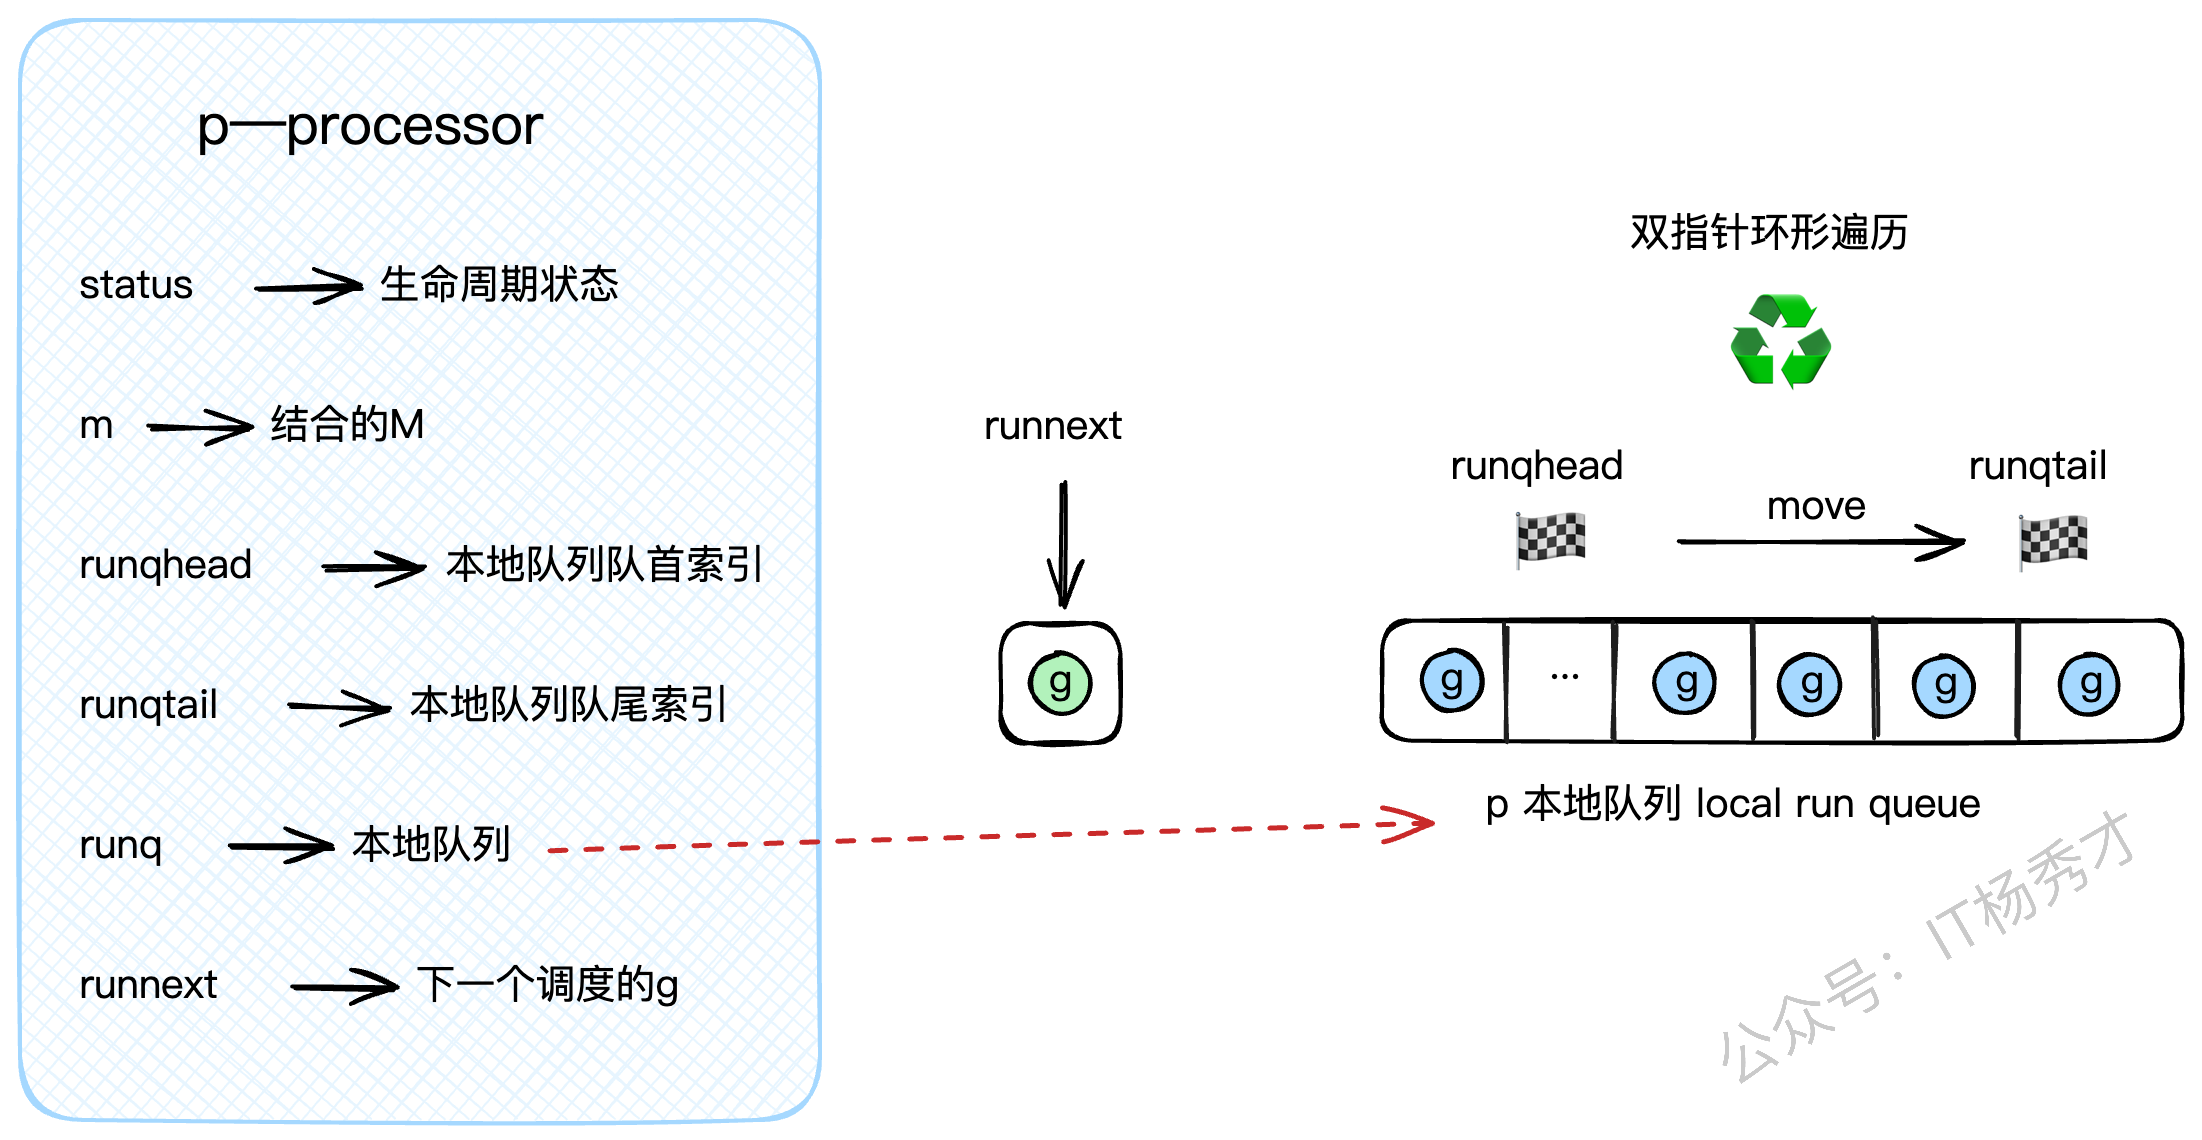 p—processor
status 生命周期状态
m 结合的M
runqhead 本地队列队首索引
runqtail 本地队列队尾索引
runq 本地队列
runnext 下一个调度的g
runnext
g
双指针环形遍历
runqhead move runqtail
g ... g g g g
p 本地队列 local run queue
公众号：IT杨秀才